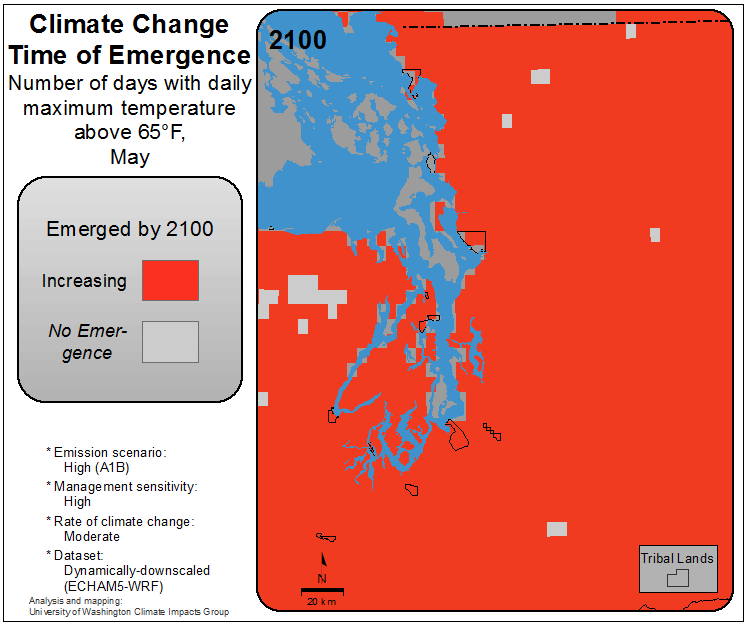 Climate Change
Time of Emergence
Number of days with daily
maximum temperature
above 65°F,
May
Emerged by 2100
Increasing
No Emer-
gence
* Emission scenario:
High (A1B)
* Management sensitivity:
High
* Rate of climate change:
Moderate
* Dataset:
Dynamically-downscaled
(ECHAM5-WRF)
Analysis and mapping:
University of Washington Climate Impacts Group
2100
N
20 km
Tribal Lands